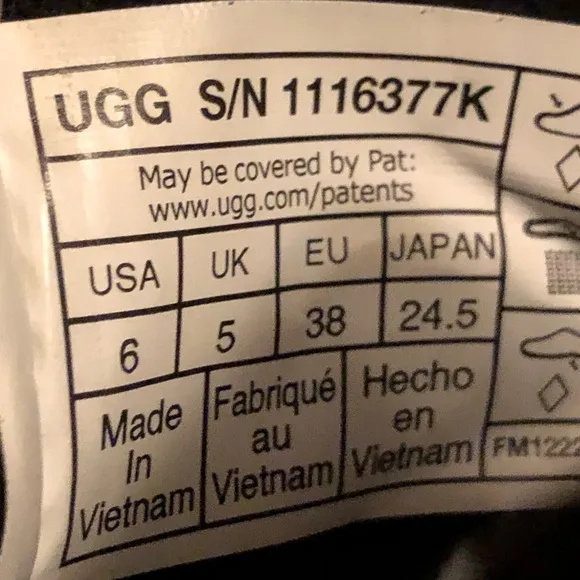 UGG S/N 1116377K
May be covered by Pat:
www.ugg.com/patents
USA UK EU JAPAN
6 5 38 24.5
Made In Vietnam
Fabriqué au Vietnam
Hecho en Vietnam
FM1222